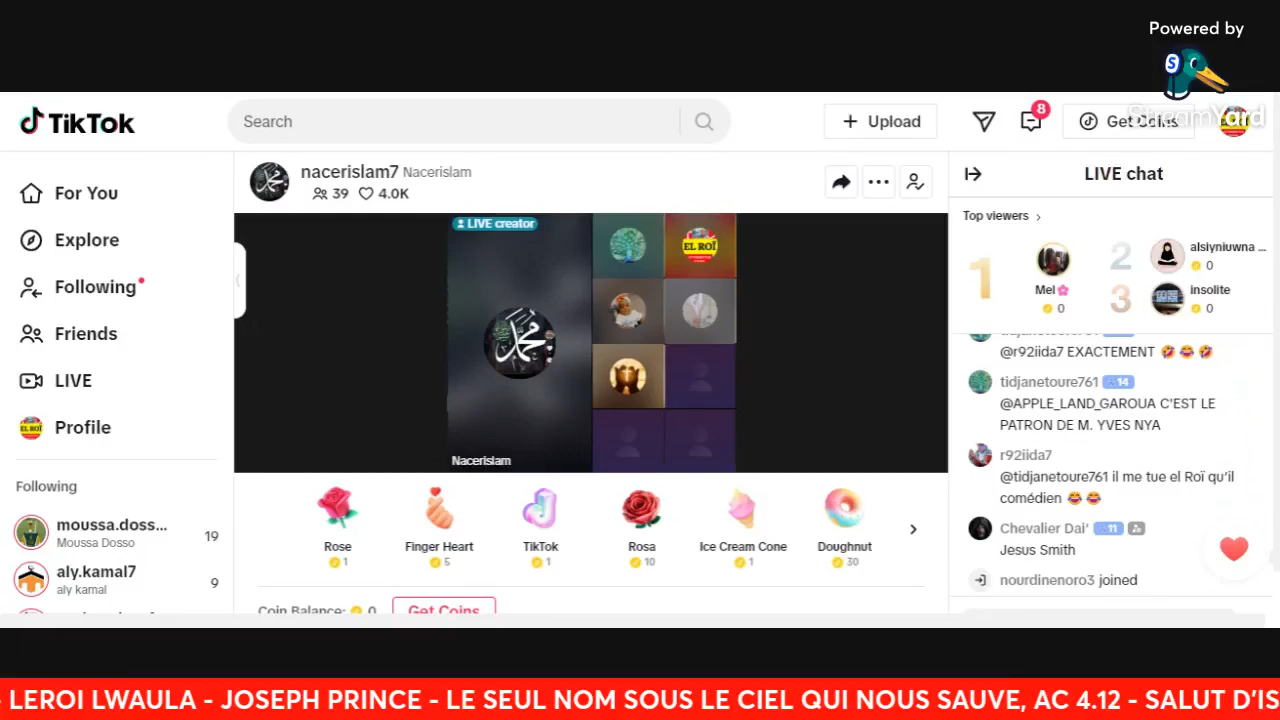 Powered by
StreamYard
TikTok
Search
Upload
8
Get Coins
For You
Explore
Following
Friends
LIVE
Profile
Following
moussa.doss...
Moussa Dosso
19
aly.kamal7
aly kamal
9
nacerislam7 Nacerislam
39 4.0K
LIVE creator
EL ROÏ
محمد
Nacerislam
Rose
1
Finger Heart
5
TikTok
1
Rosa
10
Ice Cream Cone
1
Doughnut
30
Coin Balance: 0
Get Coins
LIVE chat
Top viewers
1
Mel
0
2
alsiyniuwna ...
0
3
insolite
0
@r92iida7 EXACTEMENT 🤣😂🤣
tidjanetoure761 14
@APPLE_LAND_GAROUA C'EST LE
PATRON DE M. YVES NYA
r92iida7
@tidjanetoure761 il me tue el Roï qu'il
comédien 😂😂
Chevalier Dai' 11
Jesus Smith
nourdinenoro3 joined
- LEROI LWAULA - JOSEPH PRINCE - LE SEUL NOM SOUS LE CIEL QUI NOUS SAUVE, AC 4.12 - SALUT D'IS